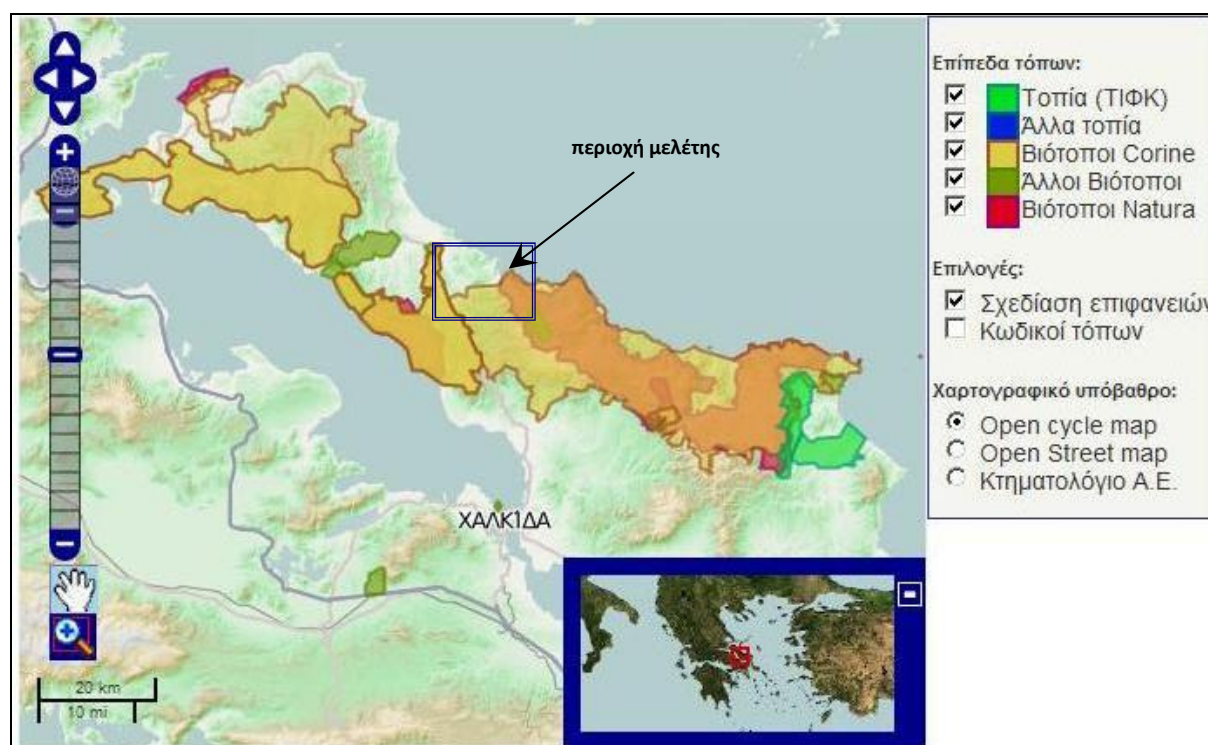 περιοχή μελέτης
ΧΑΛΚΊΔΑ
20 km
10 mi
Επίπεδα τόπων:
Τοπία (ΤΙΦΚ)
Άλλα τοπία
Βιότοποι Corine
Άλλοι Βιότοποι
Βιότοποι Natura
Επιλογές:
Σχεδίαση επιφανειών
Κωδικοί τόπων
Χαρτογραφικό υπόβαθρο:
Open cycle map
Open Street map
Κτηματολόγιο Α.Ε.